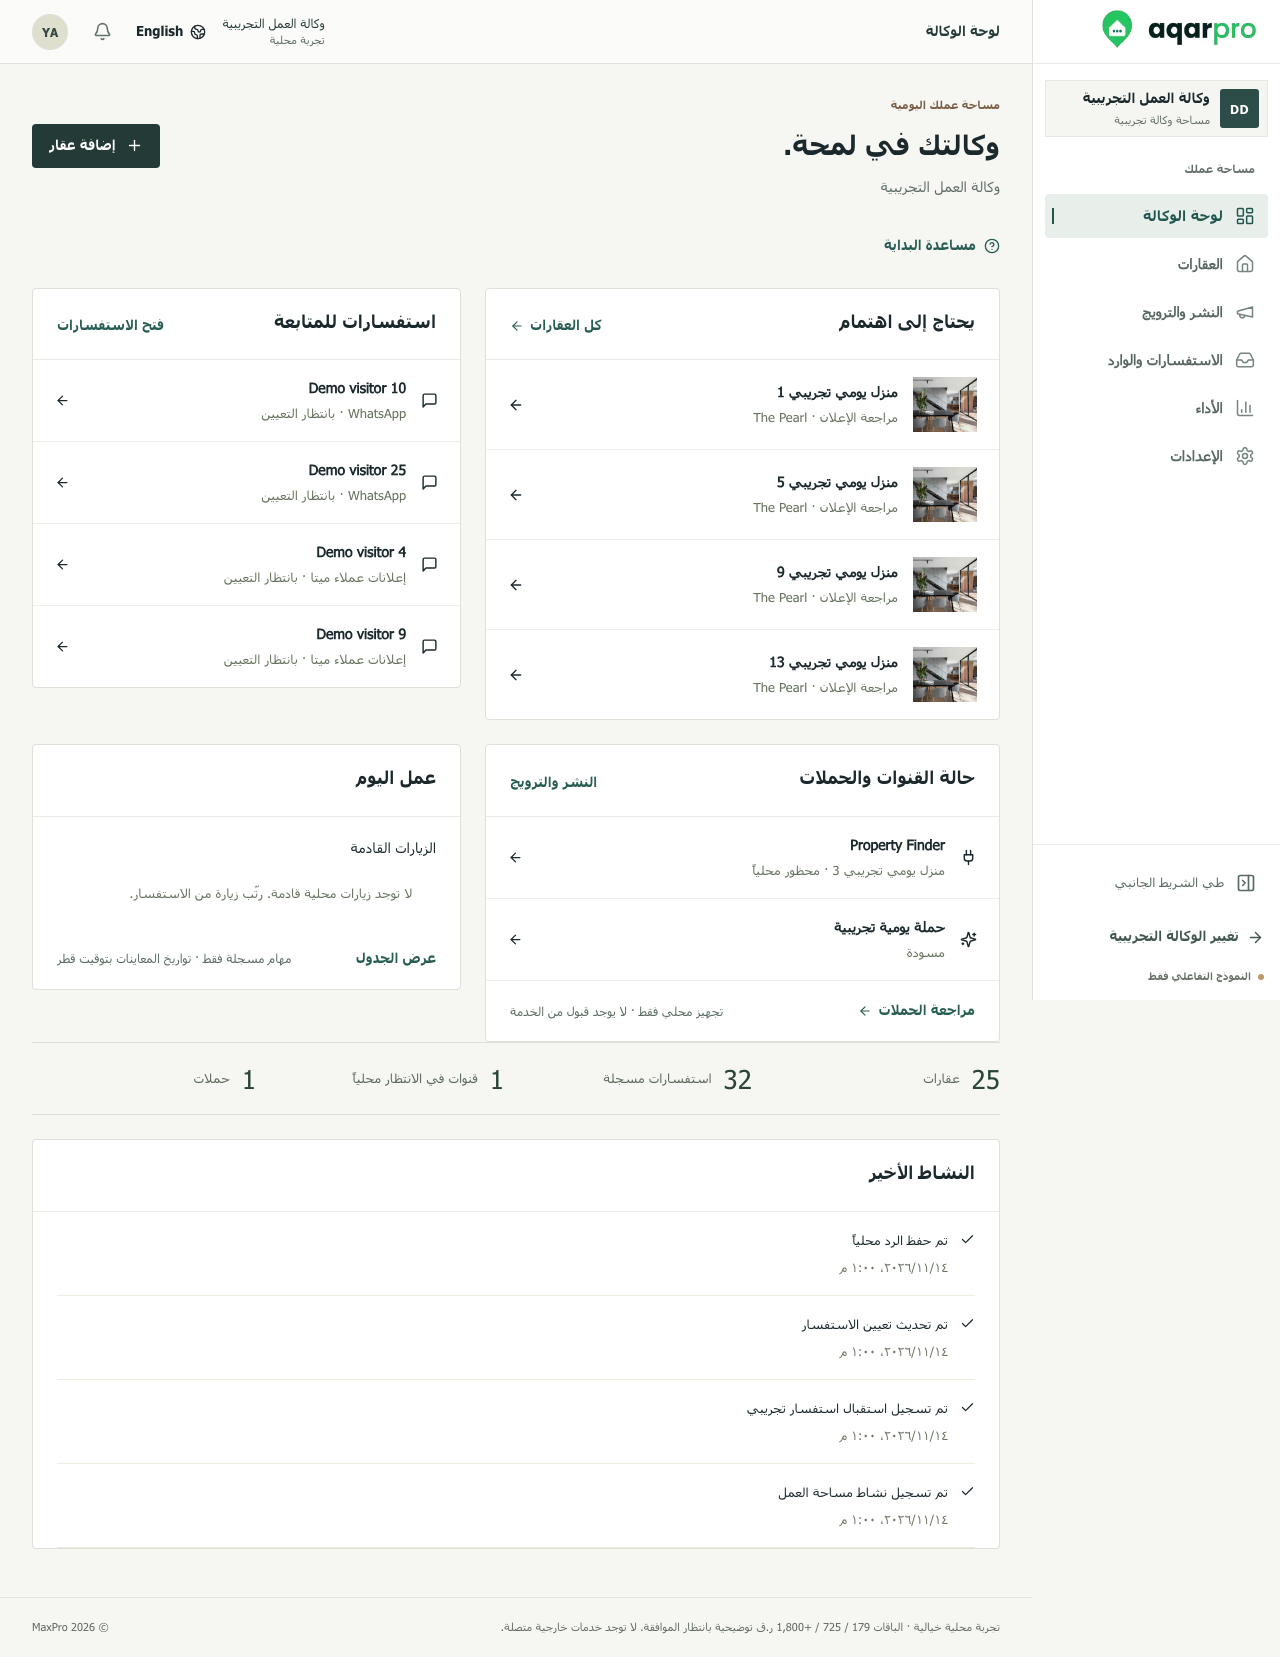 aqarpro
DD
وكالة العمل التجريبية
مساحة وكالة تجريبية
مساحة عملك
لوحة الوكالة
العقارات
النشر والترويج
الاستفسارات والوارد
الأداء
الإعدادات
طي الشريط الجانبي
تغيير الوكالة التجريبية
النموذج التفاعلي فقط
لوحة الوكالة
وكالة العمل التجريبية
تجربة محلية
English
YA
مساحة عملك اليومية
وكالتك في لمحة.
وكالة العمل التجريبية
إضافة عقار
مساعدة البداية
يحتاج إلى اهتمام
كل العقارات
منزل يومي تجريبي 1
مراجعة الإعلان · The Pearl
منزل يومي تجريبي 5
مراجعة الإعلان · The Pearl
منزل يومي تجريبي 9
مراجعة الإعلان · The Pearl
منزل يومي تجريبي 13
مراجعة الإعلان · The Pearl
استفسارات للمتابعة
فتح الاستفسارات
Demo visitor 10
WhatsApp · بانتظار التعيين
Demo visitor 25
WhatsApp · بانتظار التعيين
Demo visitor 4
إعلانات عملاء ميتا · بانتظار التعيين
Demo visitor 9
إعلانات عملاء ميتا · بانتظار التعيين
حالة القنوات والحملات
النشر والترويج
Property Finder
منزل يومي تجريبي 3 · محظور محلياً
حملة يومية تجريبية
مسودة
مراجعة الحملات
تجهيز محلي فقط · لا يوجد قبول من الخدمة
عمل اليوم
الزيارات القادمة
لا توجد زيارات محلية قادمة. رتّب زيارة من الاستفسار.
عرض الجدول
مهام مسجلة فقط · تواريخ المعاينات بتوقيت قطر
25 عقارات
32 استفسارات مسجلة
1 قنوات في الانتظار محلياً
1 حملات
النشاط الأخير
تم حفظ الرد محلياً
١٤‏/١١‏/٢٠٢٦، ١:٠٠ م
تم تحديث تعيين الاستفسار
١٤‏/١١‏/٢٠٢٦، ١:٠٠ م
تم تسجيل استقبال استفسار تجريبي
١٤‏/١١‏/٢٠٢٦، ١:٠٠ م
تم تسجيل نشاط مساحة العمل
١٤‏/١١‏/٢٠٢٦، ١:٠٠ م
تجربة محلية خيالية · الباقات 179 / 725 / +1,800 ر.ق توضيحية بانتظار الموافقة. لا توجد خدمات خارجية متصلة.
© 2026 MaxPro